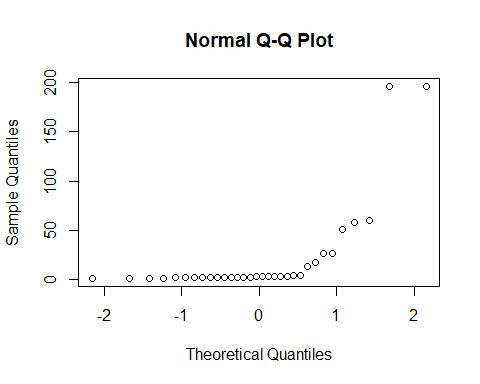 Normal Q-Q Plot
Sample Quantiles
200
150
100
50
0
-2 -1 0 1 2
Theoretical Quantiles